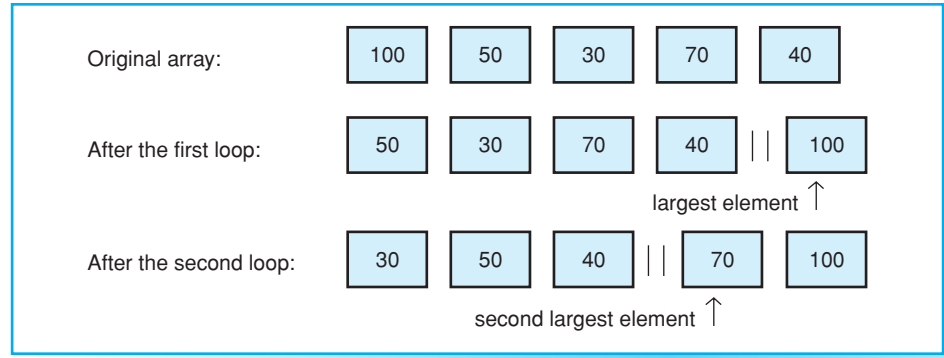 Original array: 100 50 30 70 40
After the first loop: 50 30 70 40 || 100
largest element ↑
After the second loop: 30 50 40 || 70 100
second largest element ↑